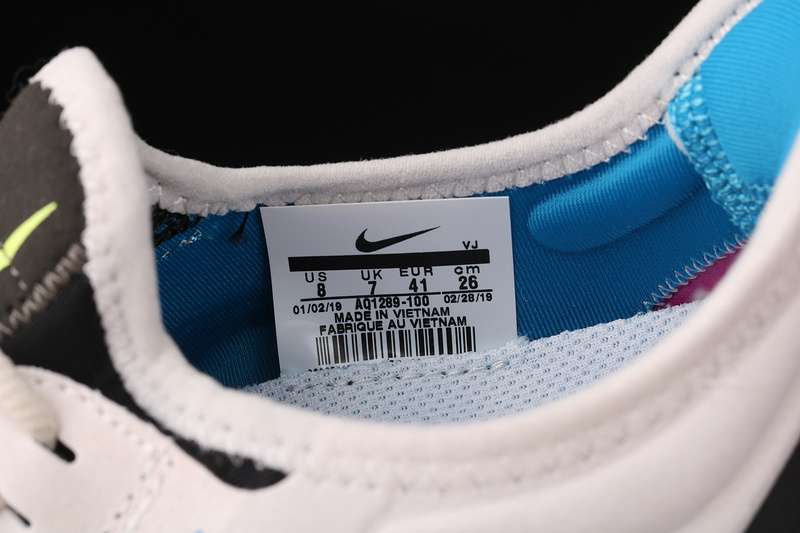 VJ
US UK EUR cm
8 7 41 26
01/02/19 AQ1289-100 02/28/19
MADE IN VIETNAM
FABRIQUE AU VIETNAM